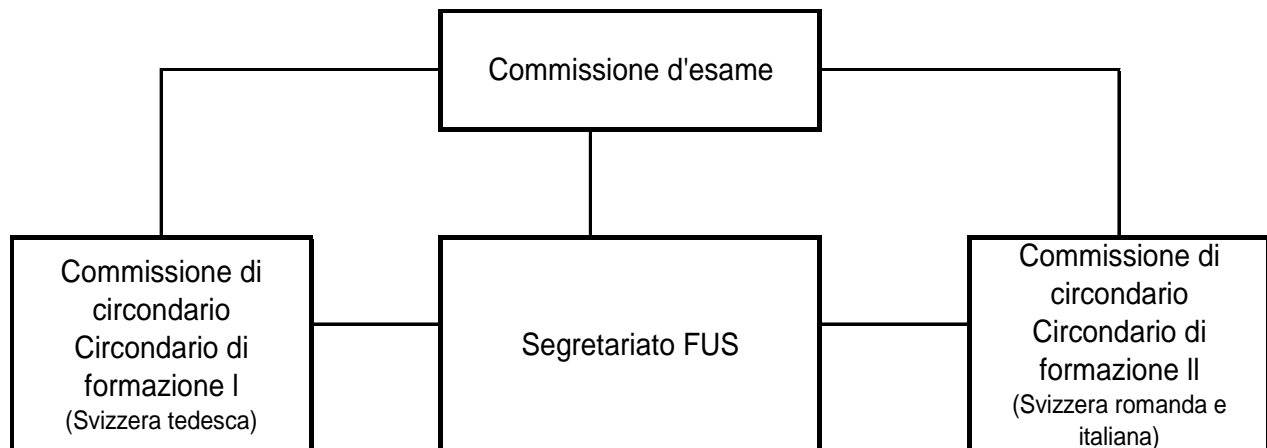 Commissione d'esame
Commissione di
circondario
Circondario di
formazione I
(Svizzera tedesca)
Segretariato FUS
Commissione di
circondario
Circondario di
formazione II
(Svizzera romanda e
italiana)